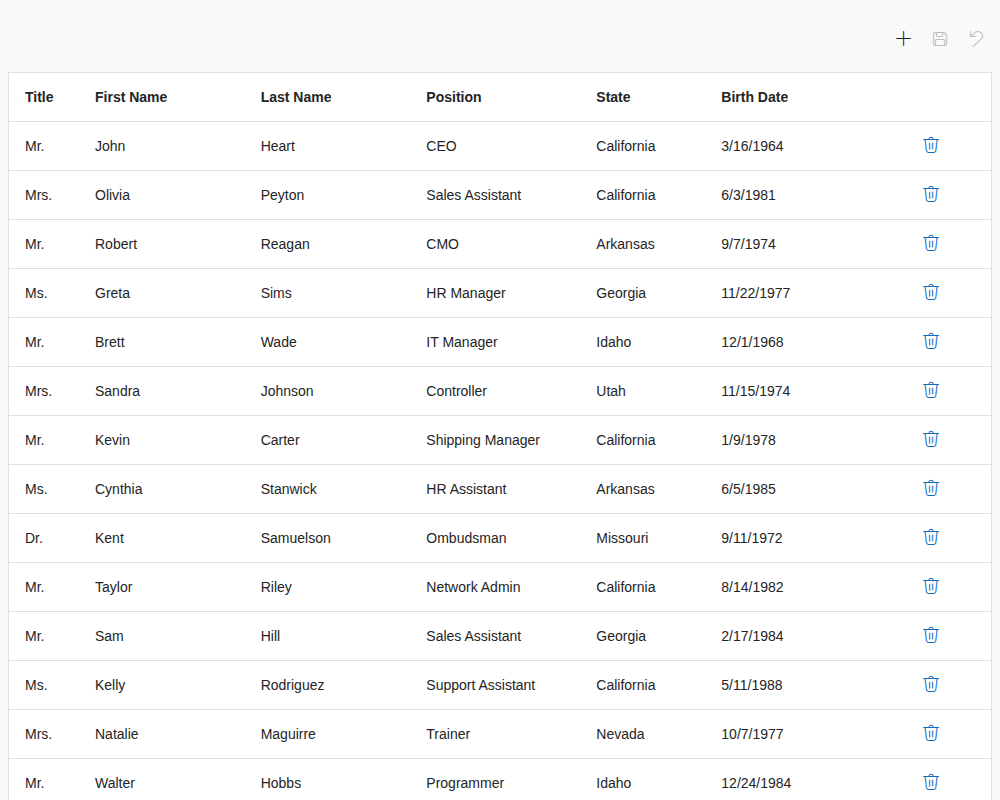 Title First Name Last Name Position State Birth Date
Mr. John Heart CEO California 3/16/1964
Mrs. Olivia Peyton Sales Assistant California 6/3/1981
Mr. Robert Reagan CMO Arkansas 9/7/1974
Ms. Greta Sims HR Manager Georgia 11/22/1977
Mr. Brett Wade IT Manager Idaho 12/1/1968
Mrs. Sandra Johnson Controller Utah 11/15/1974
Mr. Kevin Carter Shipping Manager California 1/9/1978
Ms. Cynthia Stanwick HR Assistant Arkansas 6/5/1985
Dr. Kent Samuelson Ombudsman Missouri 9/11/1972
Mr. Taylor Riley Network Admin California 8/14/1982
Mr. Sam Hill Sales Assistant Georgia 2/17/1984
Ms. Kelly Rodriguez Support Assistant California 5/11/1988
Mrs. Natalie Maguirre Trainer Nevada 10/7/1977
Mr. Walter Hobbs Programmer Idaho 12/24/1984